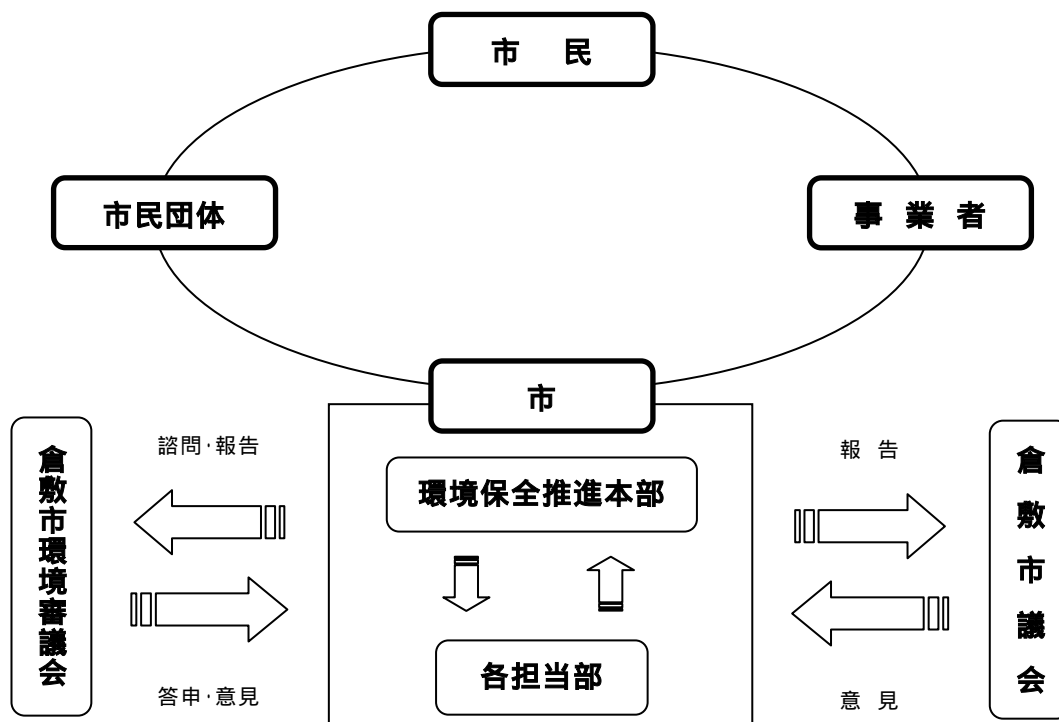 市 民
市民団体
事 業 者
市
諮問・報告
報 告
環境保全推進本部
倉敷市環境審議会
倉敷市議会
各担当部
答申・意見
意 見